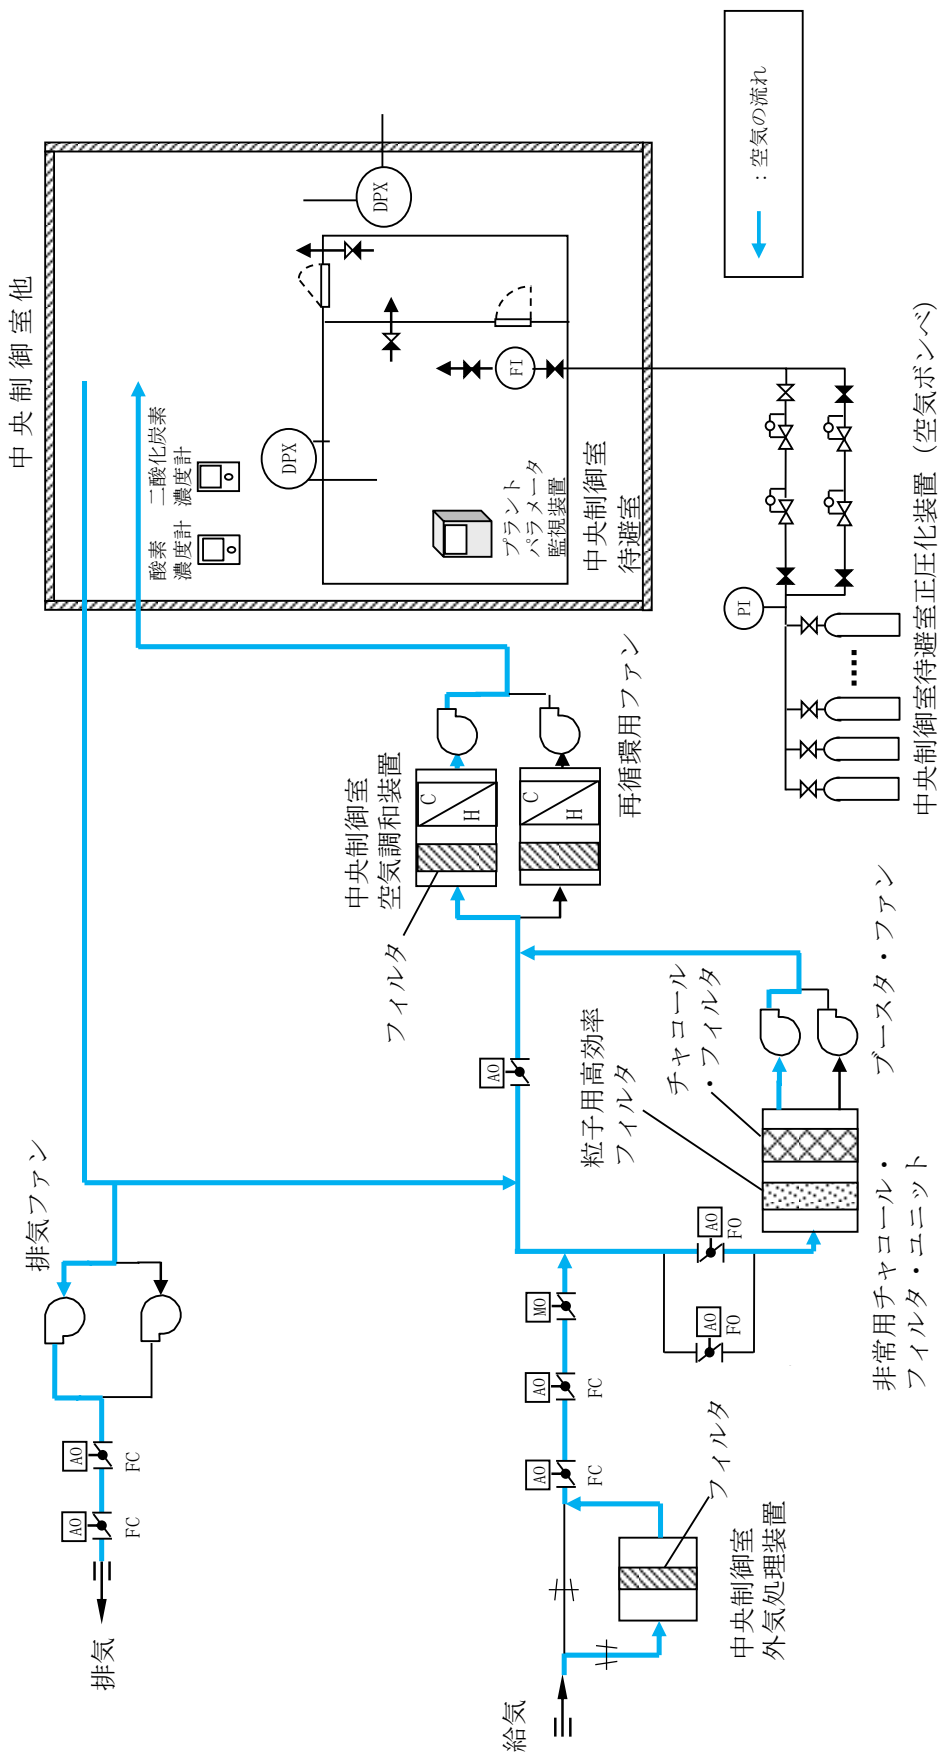 中央制御室他
酸素
濃度計
二酸化炭素
濃度計
DPX
DPX
プラント
パラメータ
監視装置
中央制御室
待避室
FI
：空気の流れ
PI
中央制御室待避室正圧化装置（空気ボンベ）
再循環用ファン
中央制御室
空気調和装置
C
H
C
H
フィルタ
AO
粒子用高効率
フィルタ
チャコール
・フィルタ
ブースタ・ファン
非常用チャコール・
フィルタ・ユニット
AO
FO
AO
FO
排気ファン
AO
FC
AO
FC
排気
MO
AO
FC
AO
FC
フィルタ
中央制御室
外気処理装置
給気